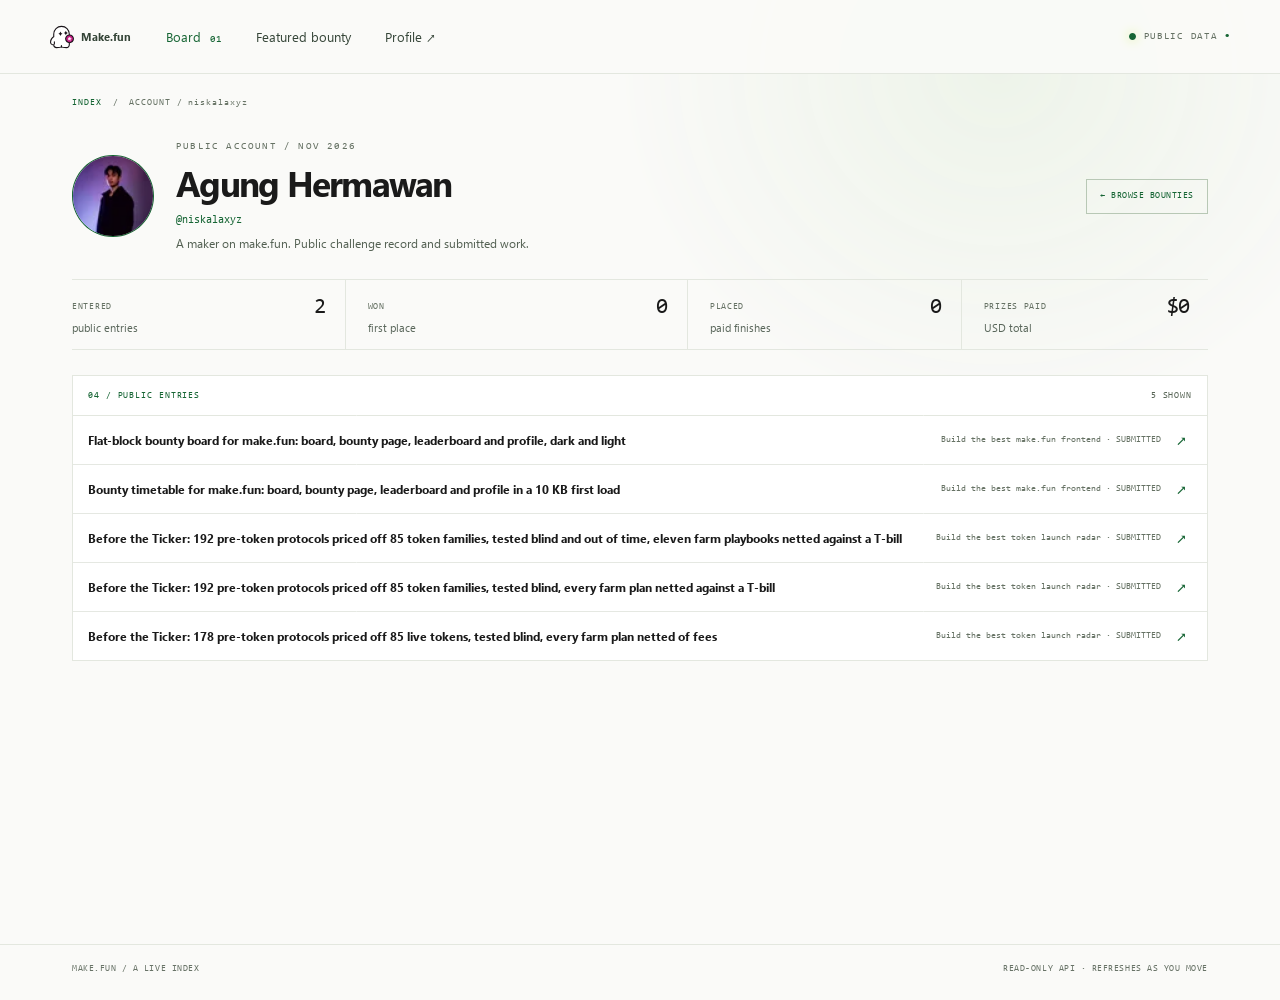 Make.fun
Board 01
Featured bounty
Profile ↗
PUBLIC DATA •
INDEX / ACCOUNT / niskalaxyz
PUBLIC ACCOUNT / NOV 2026
Agung Hermawan
@niskalaxyz
A maker on make.fun. Public challenge record and submitted work.
← BROWSE BOUNTIES
ENTERED 2
public entries
WON 0
first place
PLACED 0
paid finishes
PRIZES PAID $0
USD total
04 / PUBLIC ENTRIES 5 SHOWN
Flat-block bounty board for make.fun: board, bounty page, leaderboard and profile, dark and light Build the best make.fun frontend · SUBMITTED ↗
Bounty timetable for make.fun: board, bounty page, leaderboard and profile in a 10 KB first load Build the best make.fun frontend · SUBMITTED ↗
Before the Ticker: 192 pre-token protocols priced off 85 token families, tested blind and out of time, eleven farm playbooks netted against a T-bill Build the best token launch radar · SUBMITTED ↗
Before the Ticker: 192 pre-token protocols priced off 85 token families, tested blind, every farm plan netted against a T-bill Build the best token launch radar · SUBMITTED ↗
Before the Ticker: 178 pre-token protocols priced off 85 live tokens, tested blind, every farm plan netted of fees Build the best token launch radar · SUBMITTED ↗
MAKE.FUN / A LIVE INDEX
READ-ONLY API · REFRESHES AS YOU MOVE